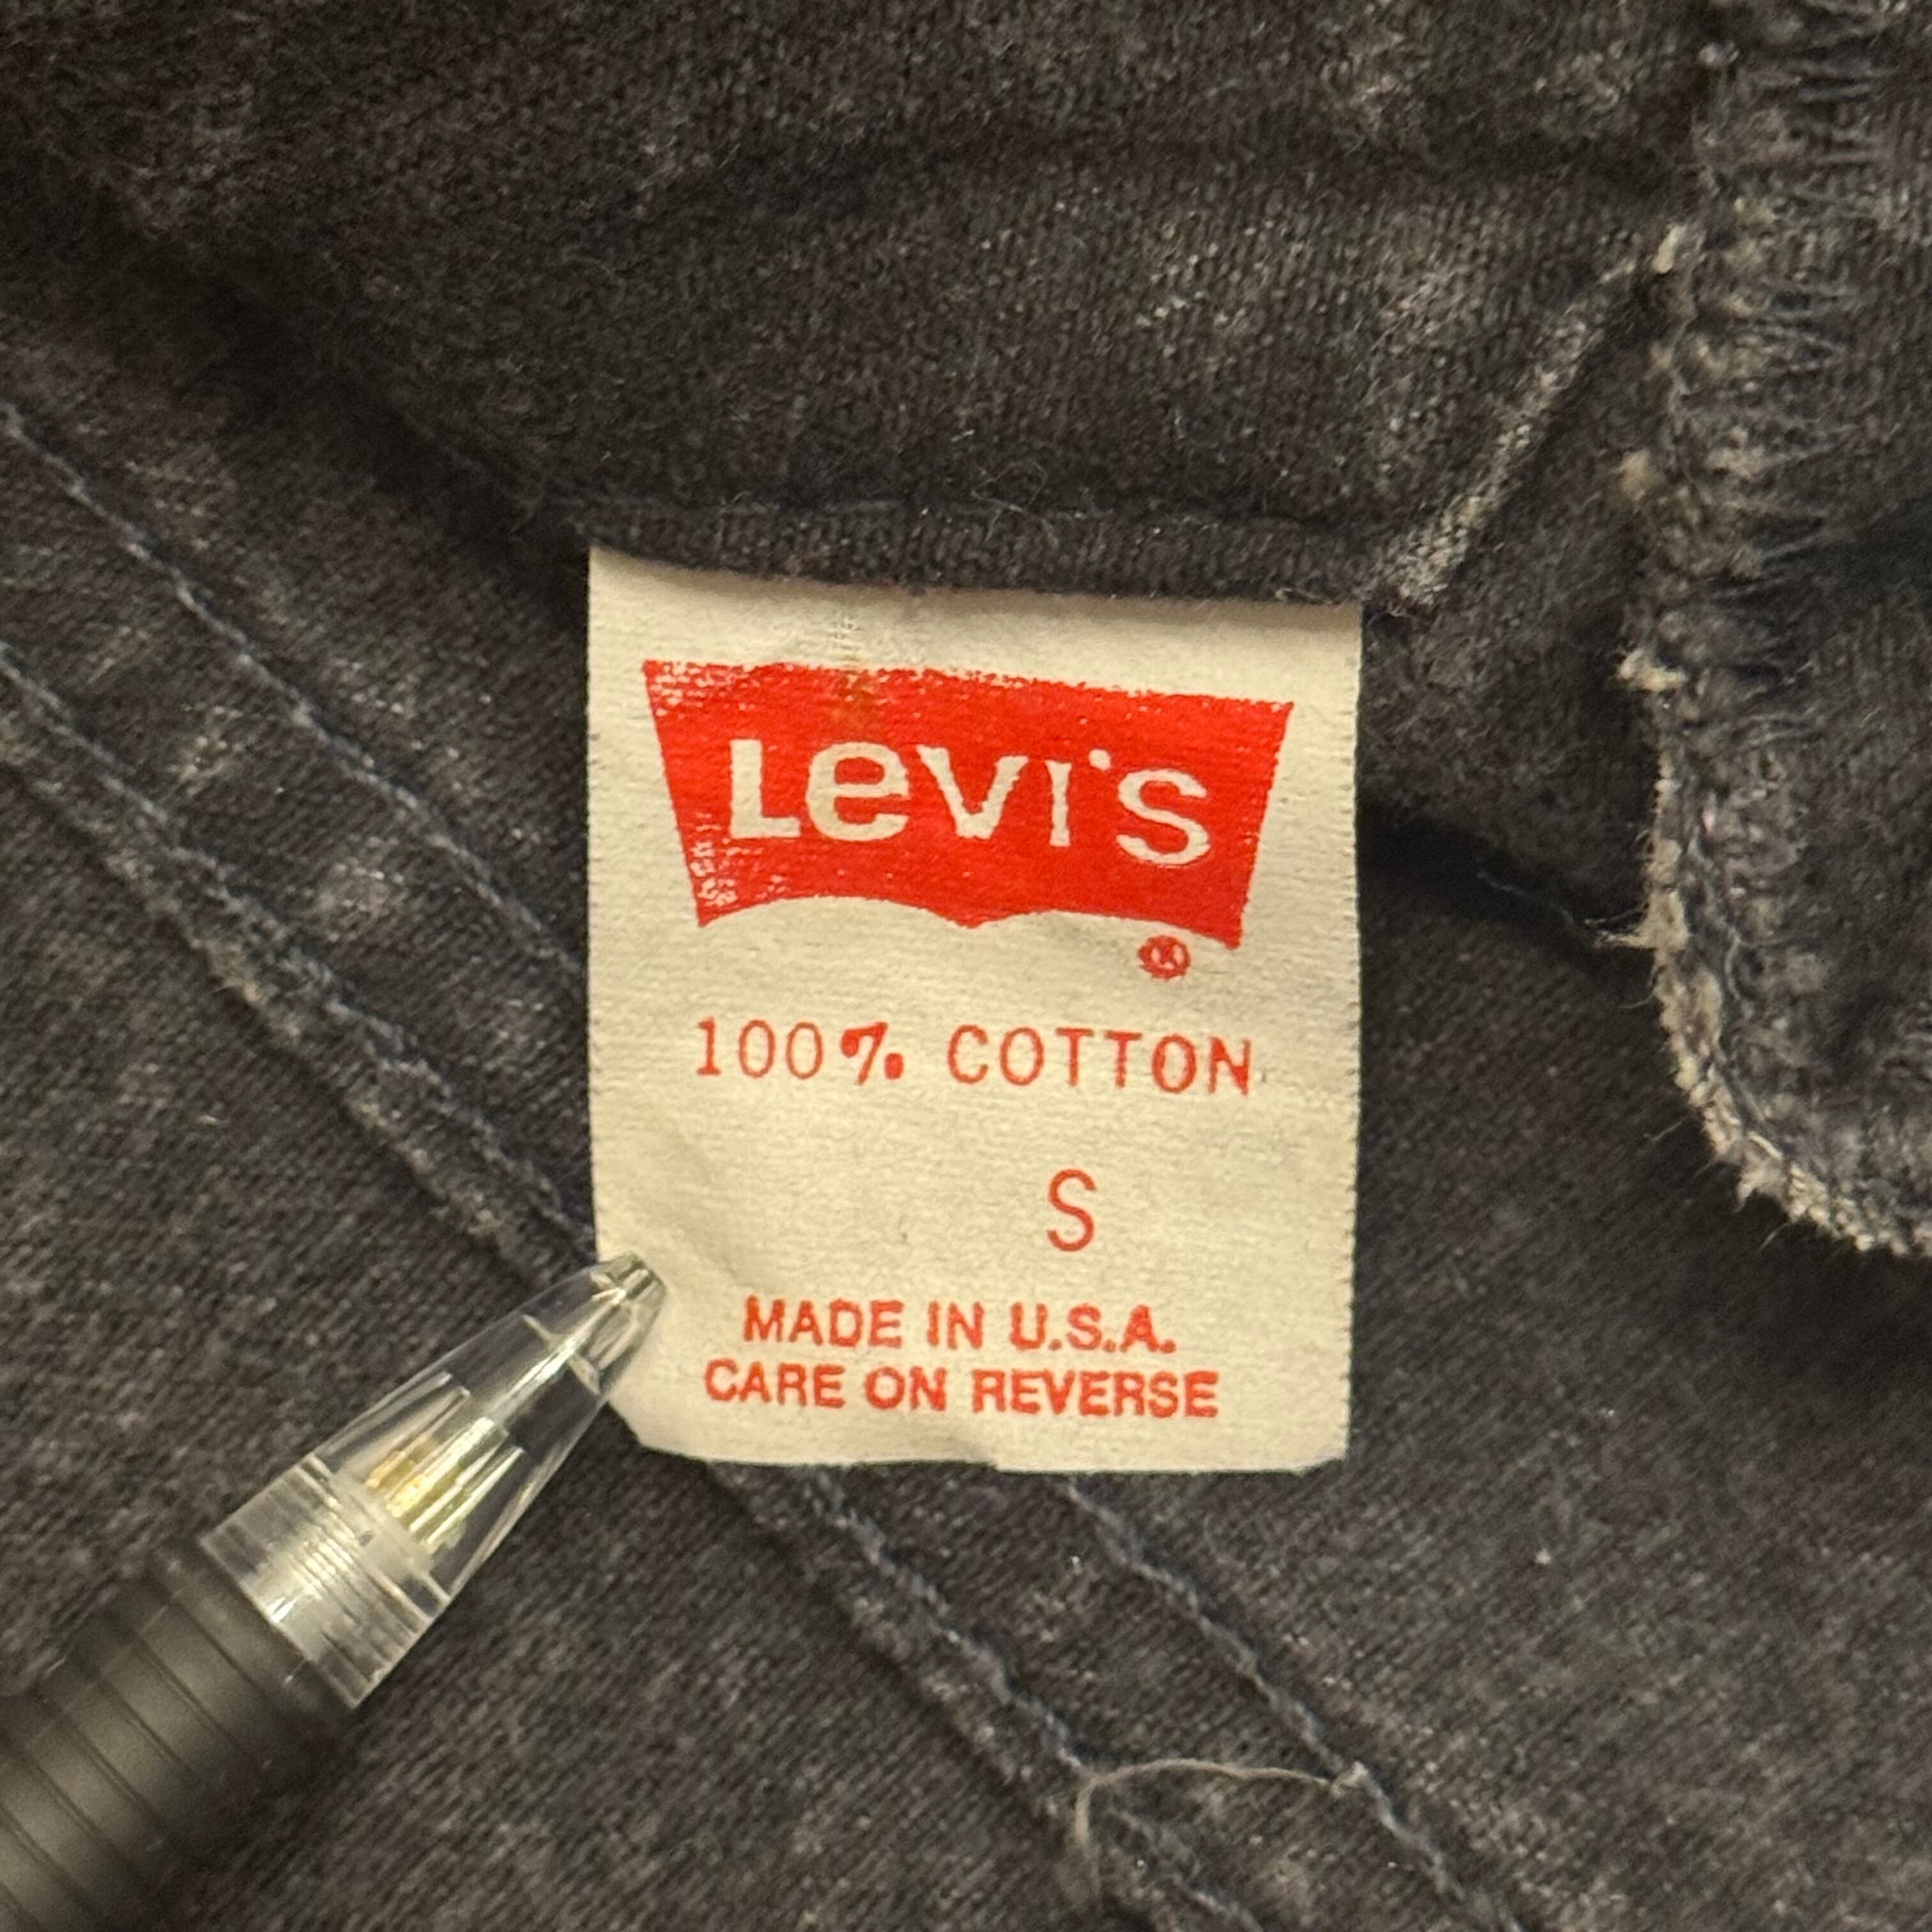 Levi's
®
100% COTTON
S
MADE IN U.S.A.
CARE ON REVERSE